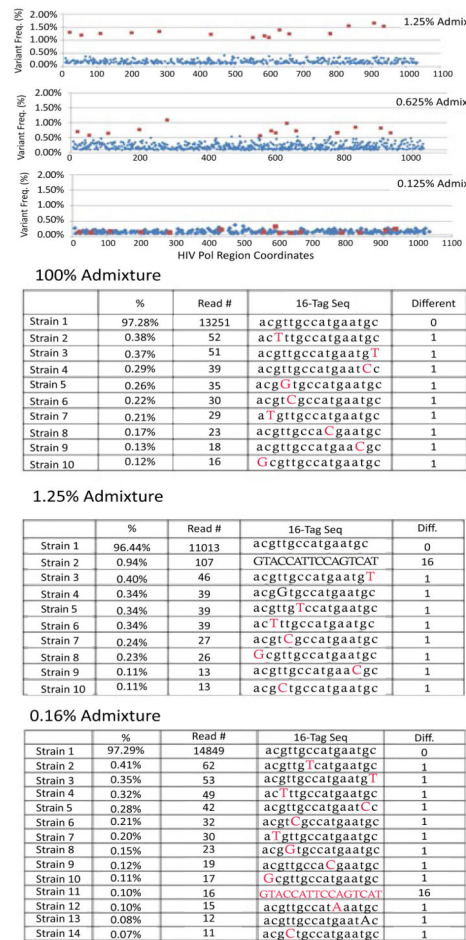 2.00%
1.50%
1.00%
0.50%
0.00%
Variant Freq. (%)
1.25% Admix
0 100 200 300 400 500 600 700 800 900 1000 1100
2.00%
1.50%
1.00%
0.50%
0.00%
Variant Freq. (%)
0.625% Admix
0 200 400 600 800 1000
2.00%
1.50%
1.00%
0.50%
0.00%
Variant Freq. (%)
0.125% Admix
0 100 200 300 400 500 600 700 800 900 1000 1100
HIV Pol Region Coordinates
100% Admixture
% Read # 16-Tag Seq Different
Strain 1 97.28% 13251 acgttgccatgaatgc 0
Strain 2 0.38% 52 acTttgccatgaatgc 1
Strain 3 0.37% 51 acgttgccatgaatgT 1
Strain 4 0.29% 39 acgttgccatgaatCc 1
Strain 5 0.26% 35 acgGtgccatgaatgc 1
Strain 6 0.22% 30 acgtCgccatgaatgc 1
Strain 7 0.21% 29 aTgttgccatgaatgc 1
Strain 8 0.17% 23 acgttgccaCgaatgc 1
Strain 9 0.13% 18 acgttgccatgaaCgc 1
Strain 10 0.12% 16 Gcgttgccatgaatgc 1
1.25% Admixture
% Read # 16-Tag Seq Diff.
Strain 1 96.44% 11013 acgttgccatgaatgc 0
Strain 2 0.94% 107 GTACCATTCCAGTCAT 16
Strain 3 0.40% 46 acgttgccatgaatgT 1
Strain 4 0.34% 39 acgGtgccatgaatgc 1
Strain 5 0.34% 39 acgttgTccatgaatgc 1
Strain 6 0.34% 39 acTttgccatgaatgc 1
Strain 7 0.24% 27 acgtCgccatgaatgc 1
Strain 8 0.23% 26 Gcgttgccatgaatgc 1
Strain 9 0.11% 13 acgttgccatgaaCgc 1
Strain 10 0.11% 13 acgCtgccatgaatgc 1
0.16% Admixture
% Read # 16-Tag Seq Diff.
Strain 1 97.29% 14849 acgttgccatgaatgc 0
Strain 2 0.41% 62 acgttgTcatgaatgc 1
Strain 3 0.35% 53 acgttgccatgaatgT 1
Strain 4 0.32% 49 acTttgccatgaatgc 1
Strain 5 0.28% 42 acgttgccatgaatCc 1
Strain 6 0.21% 32 acgtCgccatgaatgc 1
Strain 7 0.20% 30 aTgttgccatgaatgc 1
Strain 8 0.15% 23 acgGtgccatgaatgc 1
Strain 9 0.12% 19 acgttgccaCgaatgc 1
Strain 10 0.11% 17 Gcgttgccatgaatgc 1
Strain 11 0.10% 16 GTACCATTCCAGTCAT 16
Strain 12 0.10% 15 acgttgccatAaatgc 1
Strain 13 0.08% 12 acgttgccatgaatAc 1
Strain 14 0.07% 11 acgCtgccatgaatgc 1